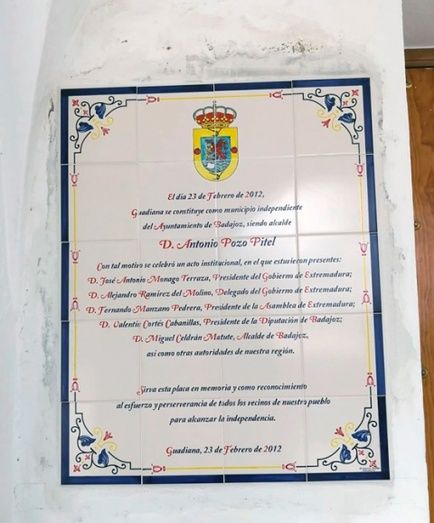 El día 23 de Febrero de 2012,
Guadiana se constituye como municipio independiente
del Ayuntamiento de Badajoz, siendo alcalde
D. Antonio Pozo Pitel
Con tal motivo se celebró un acto institucional, en el que estuvieron presentes:
D. José Antonio Monago Terraza, Presidente del Gobierno de Extremadura;
D. Alejandro Ramírez del Molino, Delegado del Gobierno de Extremadura;
D. Fernando Manzano Pedrera, Presidente de la Asamblea de Extremadura;
D. Valentín Cortés Cabanillas, Presidente de la Diputación de Badajoz;
D. Miguel Celdrán Matute, Alcalde de Badajoz,
así como otras autoridades de nuestra región.
Sirva esta placa en memoria y como reconocimiento
al esfuerzo y perserverancia de todos los vecinos de nuestro pueblo
para alcanzar la independencia.
Guadiana, 23 de Febrero de 2012